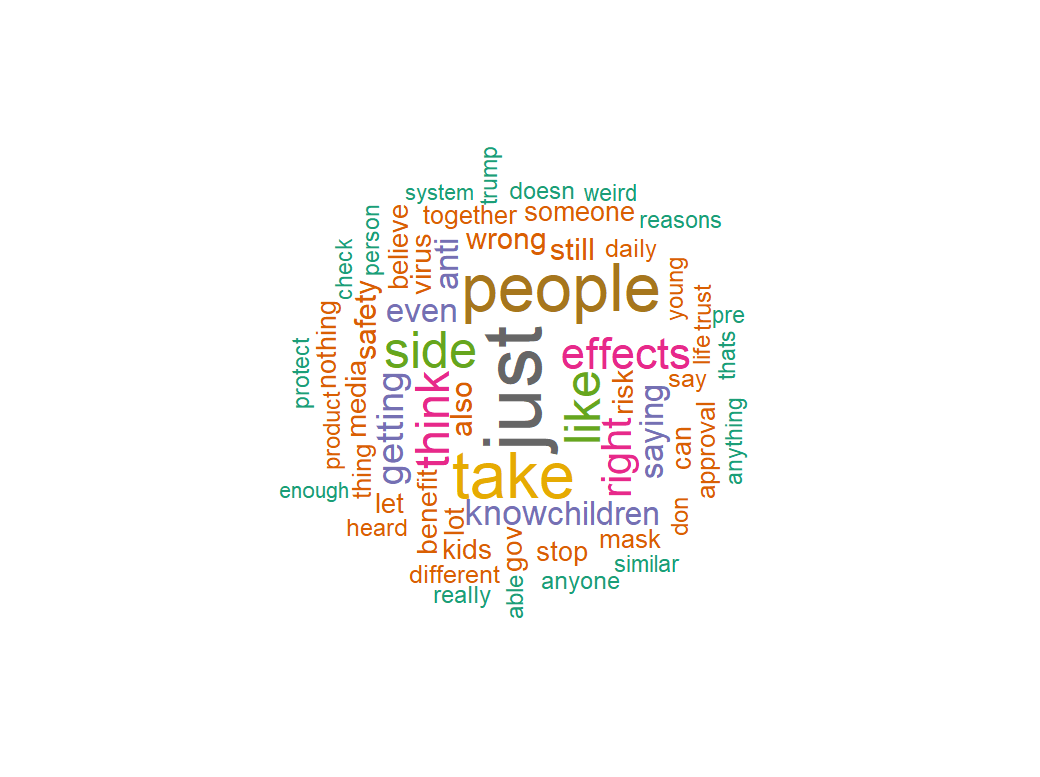 trump
system
doesn
weird
person
believe
together
someone
reasons
check
virus
anti
wrong
still
daily
young
safety
even
people
trust
pre
protect
nothing
side
just
effects
life
thats
media
getting
think
also
like
risk
say
product
right
saying
can
approval
anything
thing
take
enough
let
benefit
lot
know
children
don
heard
kids
gov
stop
mask
different
similar
really
able
anyone